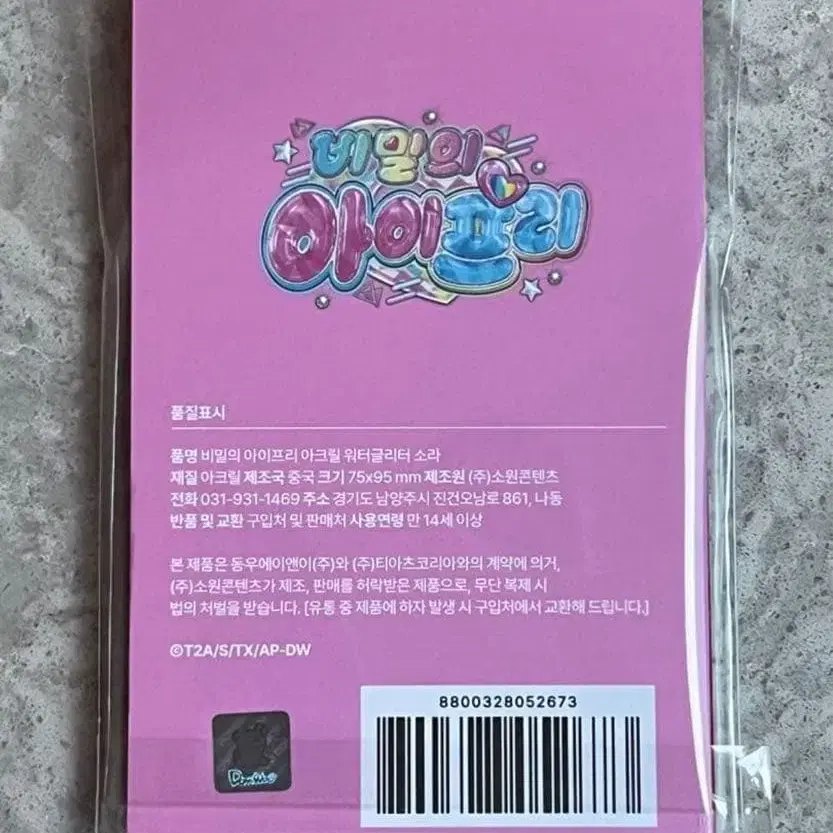 비밀의
아이프리
품질표시
품명 비밀의 아이프리 아크릴 워터글리터 소라
재질 아크릴 제조국 중국 크기 75x95 mm 제조원 (주)소원콘텐츠
전화 031-931-1469 주소 경기도 남양주시 진건오남로 861, 나동
반품 및 교환 구입처 및 판매처 사용연령 만 14세 이상
본 제품은 동우에이앤이(주)와 (주)티아츠코리아와의 계약에 의거,
(주)소원콘텐츠가 제조, 판매를 허락받은 제품으로, 무단 복제 시
법의 처벌을 받습니다. [유통 중 제품에 하자 발생 시 구입처에서 교환해 드립니다.]
©T2A/S/TX/AP-DW
8800328052673